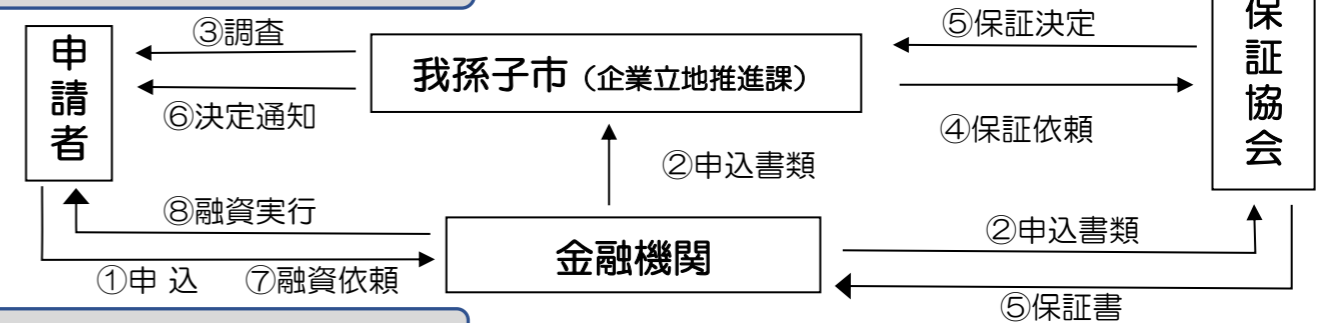 ③調査
⑤保証決定
申請者
我孫子市（企業立地推進課）
保証協会
⑥決定通知
④保証依頼
②申込書類
⑧融資実行
②申込書類
金融機関
①申 込 ⑦融資依頼
⑤保証書